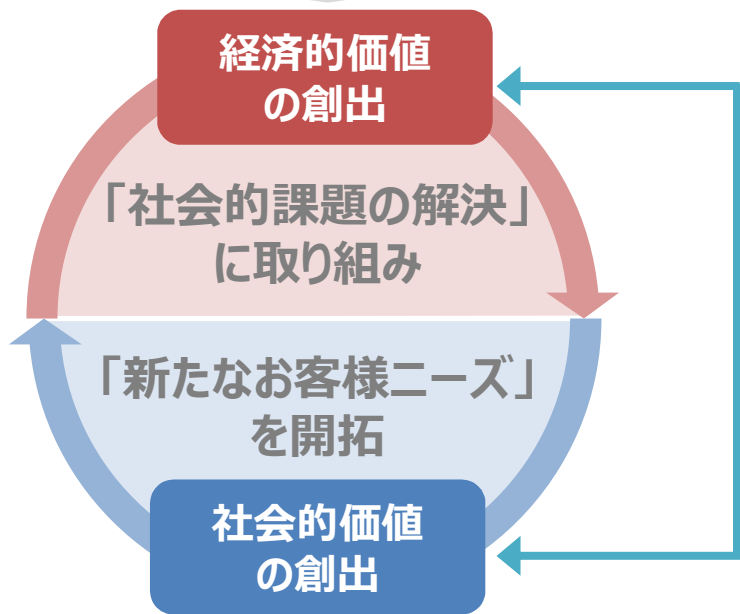 経済的価値
の創出
「社会的課題の解決」
に取り組み
「新たなお客様ニーズ」
を開拓
社会的価値
の創出